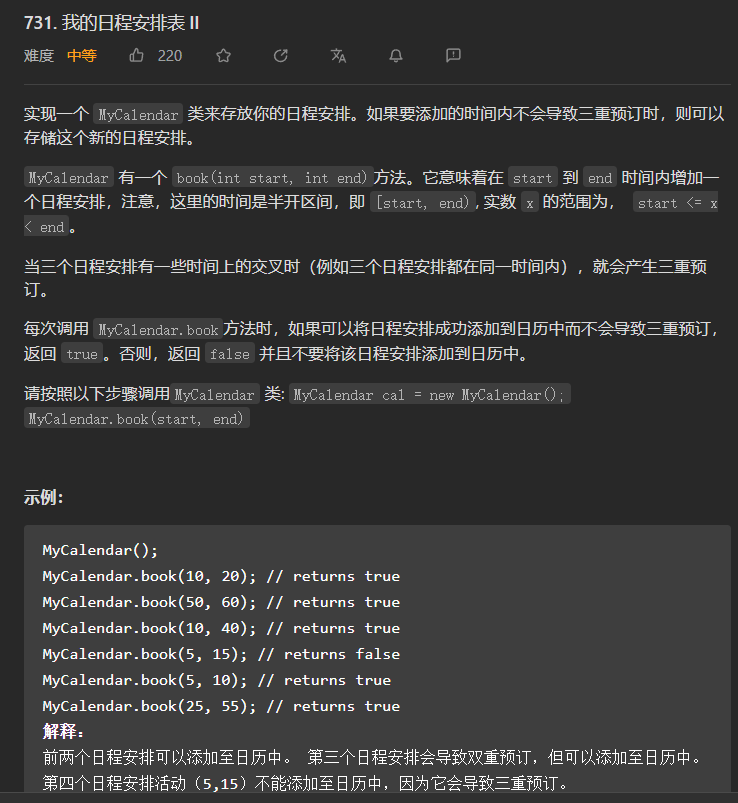 731. 我的日程安排表 II
难度 中等 220
实现一个 MyCalendar 类来存放你的日程安排。如果要添加的时间内不会导致三重预订时，则可以
存储这个新的日程安排。
MyCalendar 有一个 book(int start, int end)方法。它意味着在 start 到 end 时间内增加一
个日程安排，注意，这里的时间是半开区间，即 [start, end), 实数 x 的范围为， start <= x
< end。
当三个日程安排有一些时间上的交叉时（例如三个日程安排都在同一时间内），就会产生三重预
订。
每次调用 MyCalendar.book方法时，如果可以将日程安排成功添加到日历中而不会导致三重预订，
返回 true。否则，返回 false 并且不要将该日程安排添加到日历中。
请按照以下步骤调用MyCalendar 类: MyCalendar cal = new MyCalendar();
MyCalendar.book(start, end)
示例：
MyCalendar();
MyCalendar.book(10, 20); // returns true
MyCalendar.book(50, 60); // returns true
MyCalendar.book(10, 40); // returns true
MyCalendar.book(5, 15); // returns false
MyCalendar.book(5, 10); // returns true
MyCalendar.book(25, 55); // returns true
解释：
前两个日程安排可以添加至日历中。 第三个日程安排会导致双重预订，但可以添加至日历中。
第四个日程安排活动（5,15）不能添加至日历中，因为它会导致三重预订。